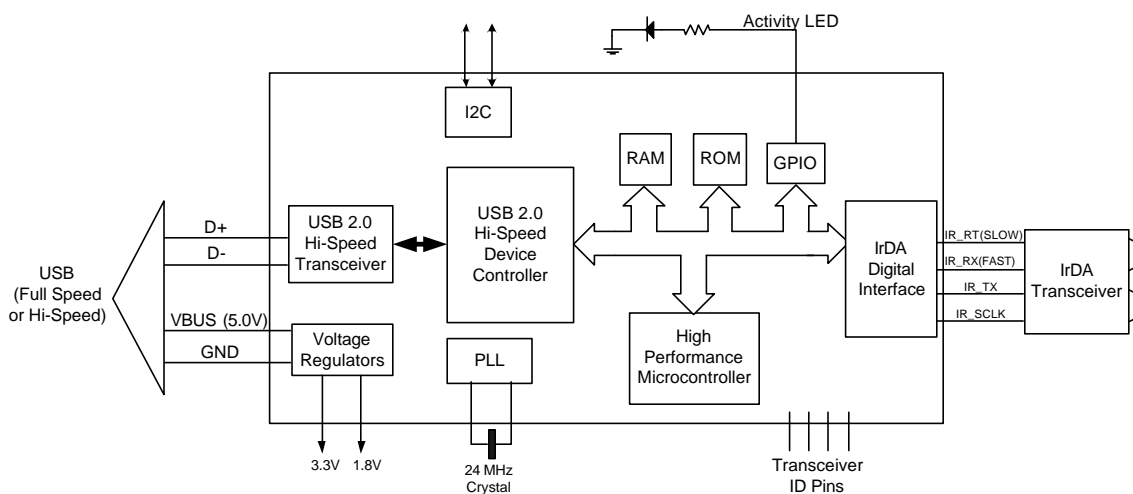 Activity LED
I2C
RAM
ROM
GPIO
USB 2.0
Hi-Speed
Transceiver
USB 2.0
Hi-Speed
Device
Controller
D+
D-
USB
(Full Speed
or Hi-Speed)
VBUS (5.0V)
GND
Voltage
Regulators
PLL
High
Performance
Microcontroller
IrDA
Digital
Interface
IR_RT(SLOW)
IR_RX(FAST)
IR_TX
IR_SCLK
IrDA
Transceiver
3.3V
1.8V
24 MHz
Crystal
Transceiver
ID Pins